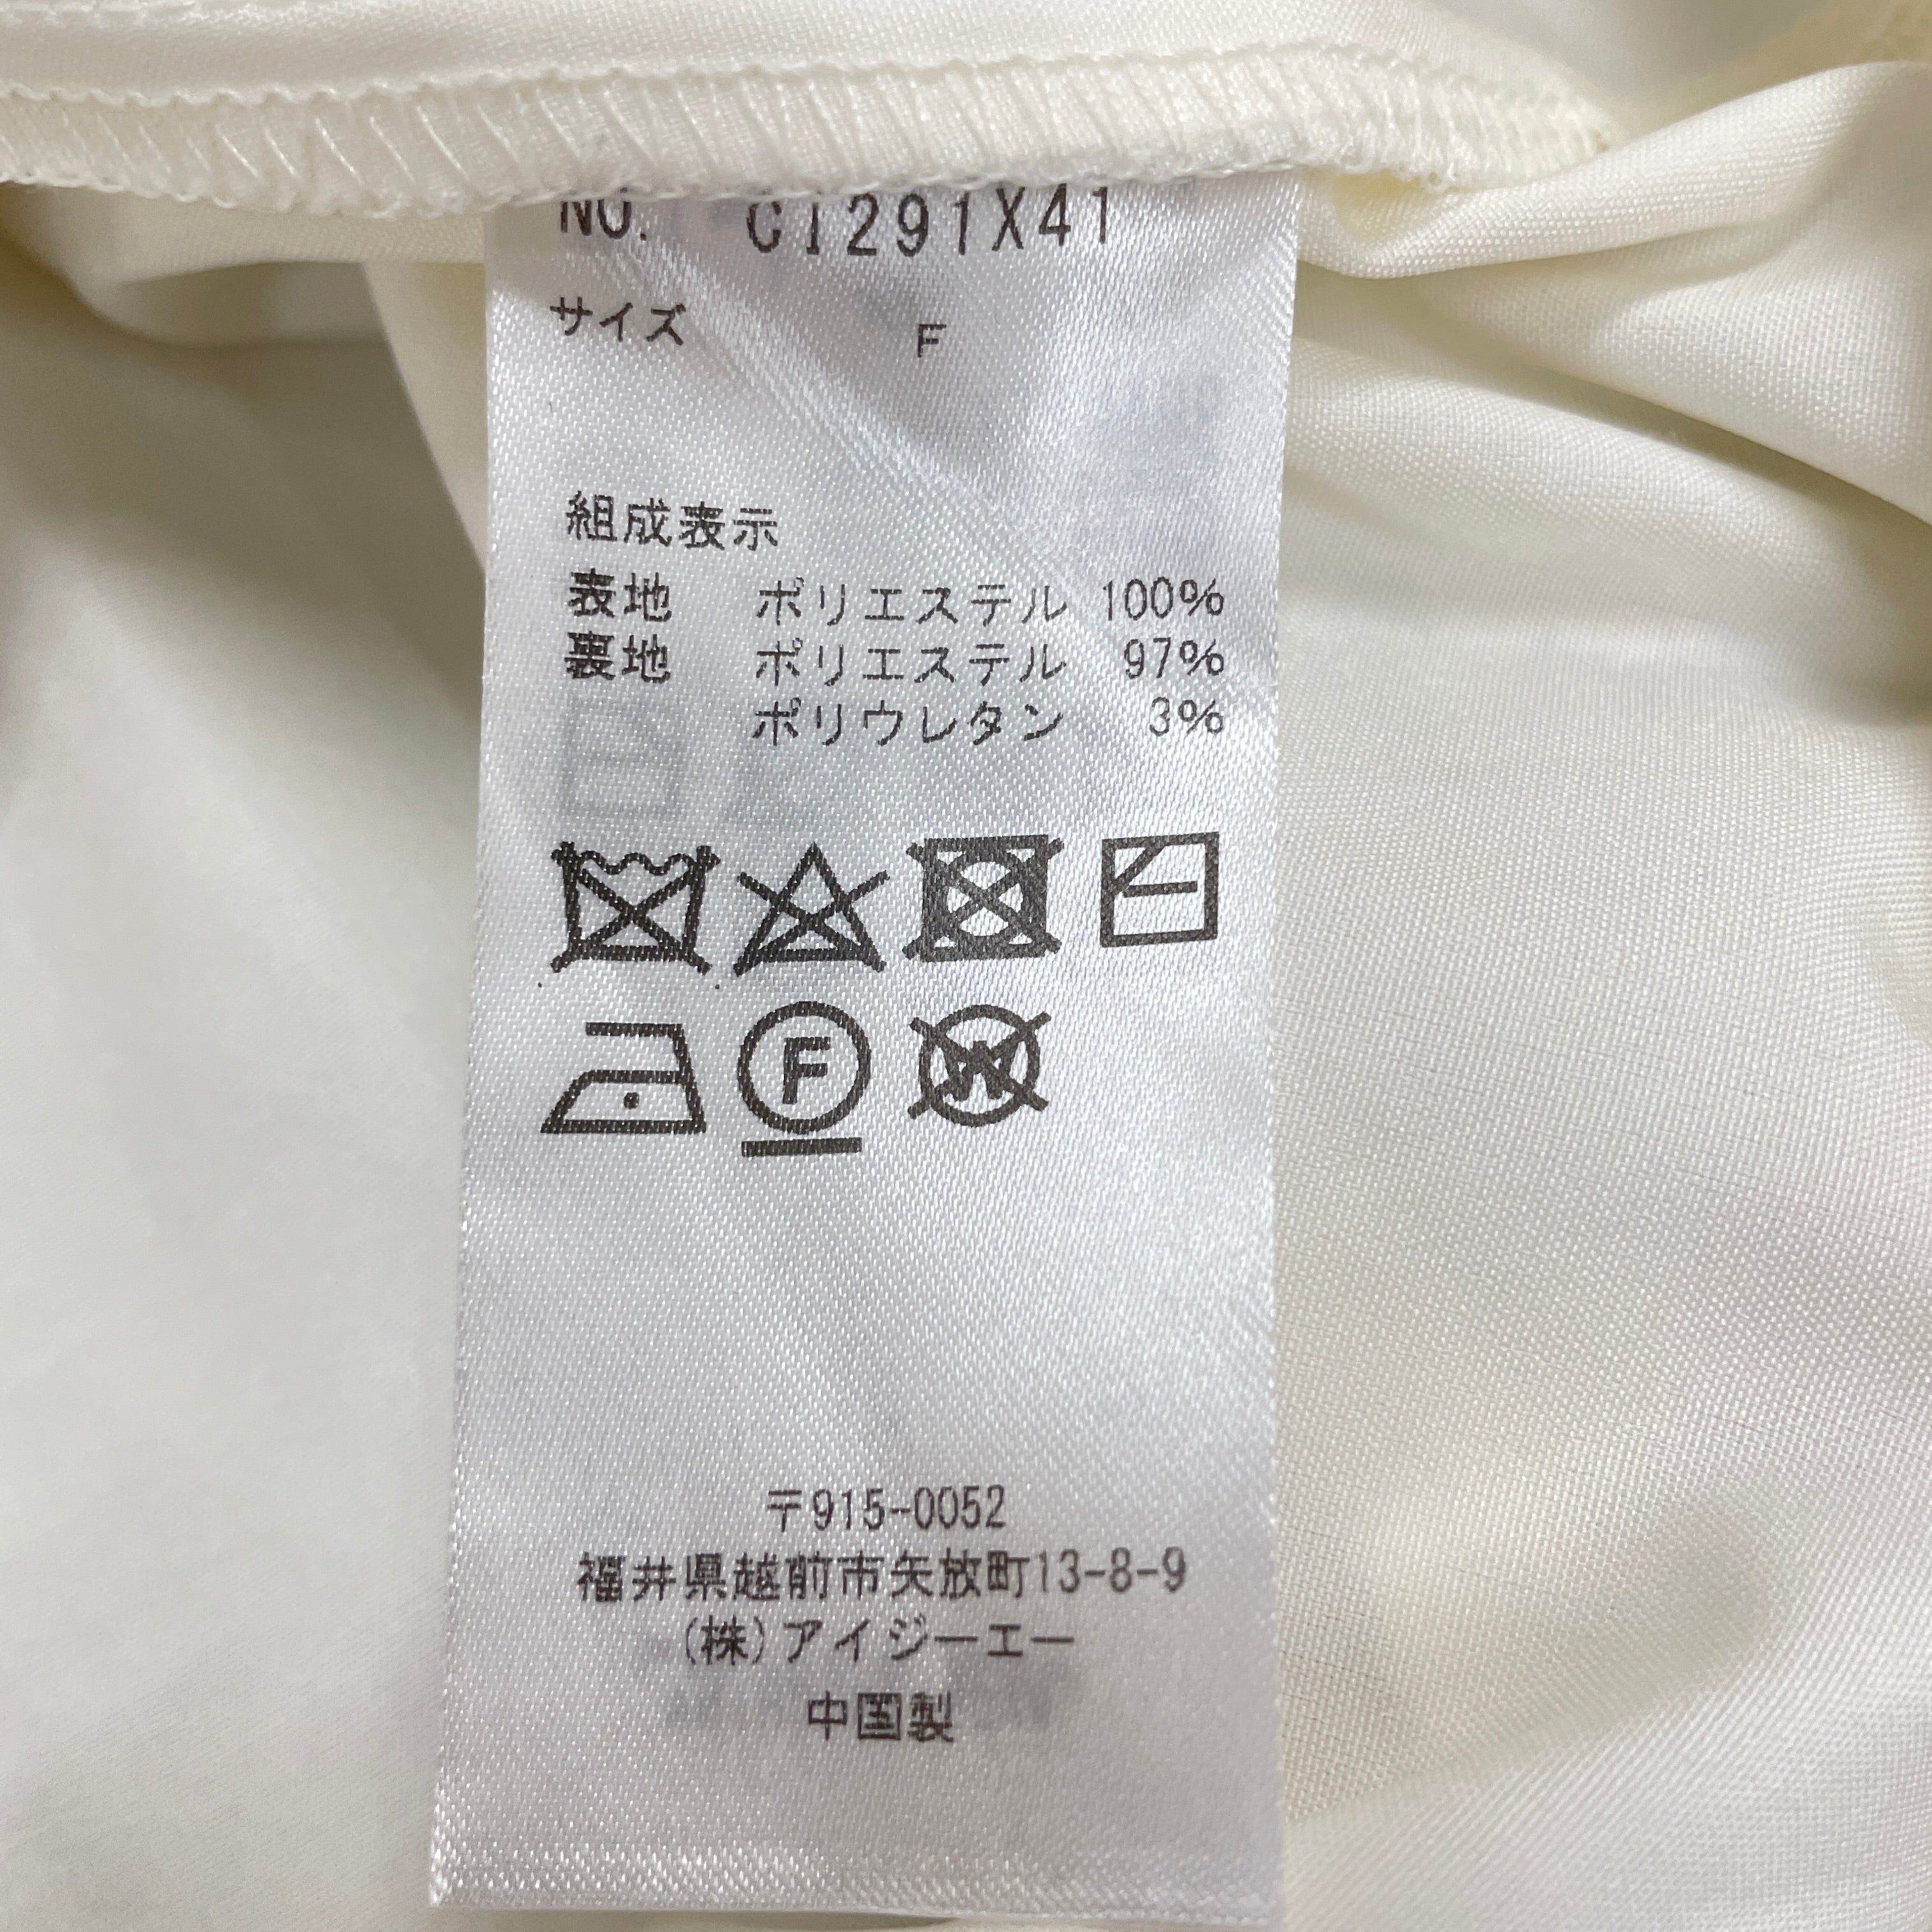 NO. CI291X41
サイズ F
組成表示
表地 ポリエステル 100%
裏地 ポリエステル 97%
ポリウレタン 3%
F W
〒915-0052
福井県越前市矢放町13-8-9
(株)アイジーエー
中国製